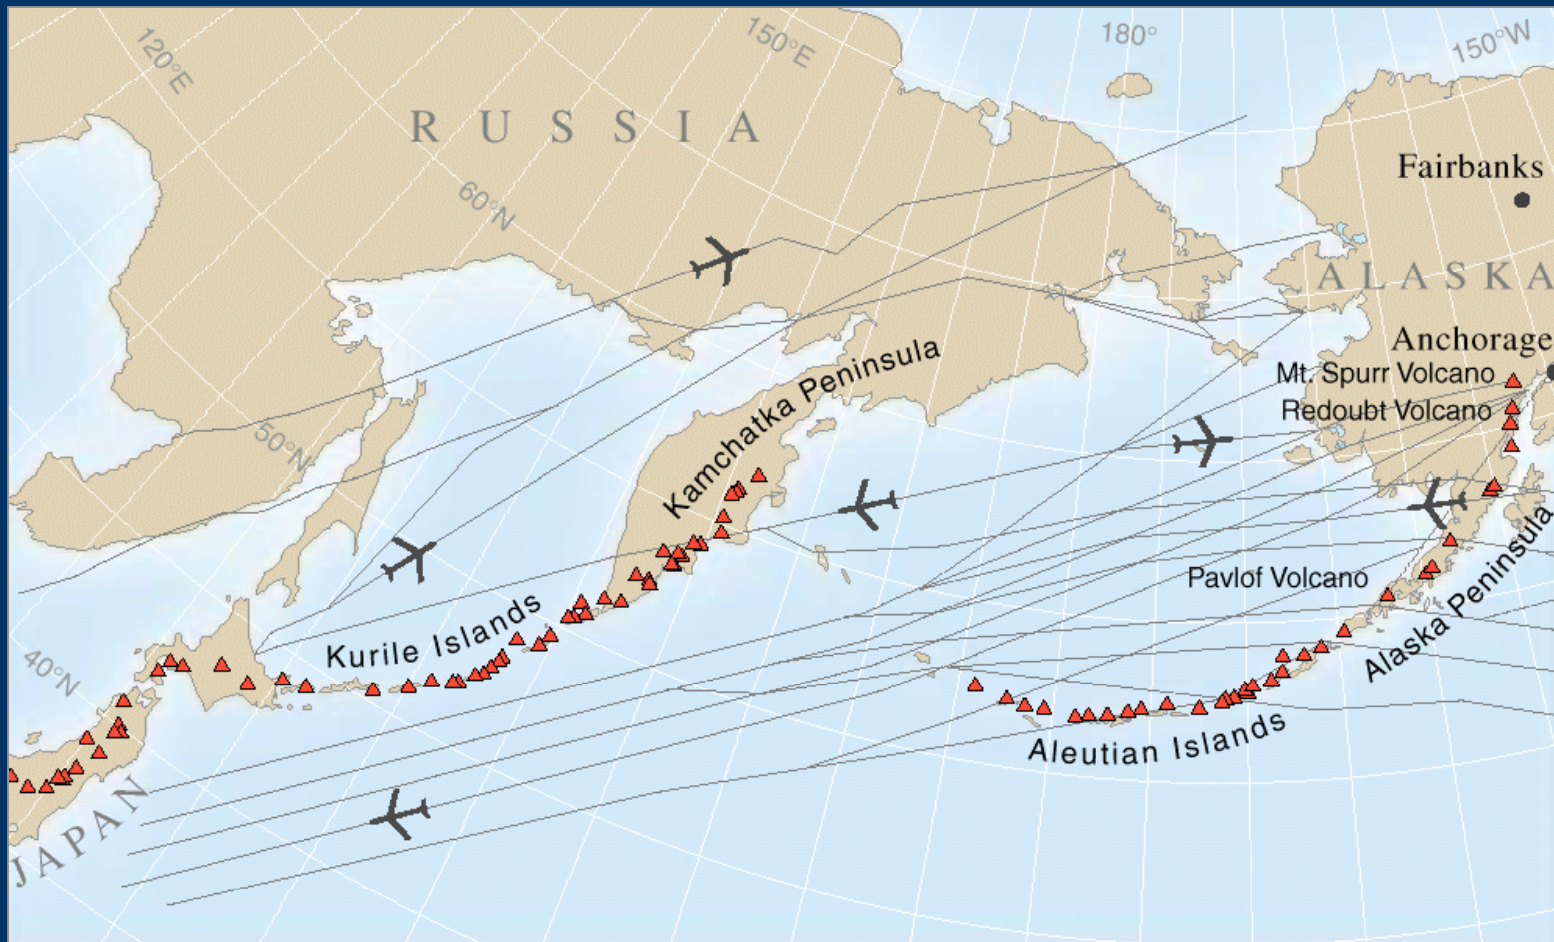 120°E
150°E
180°
150°W
RUSSIA
Fairbanks
60°N
ALASKA
Anchorage
Kamchatka Peninsula
Mt. Spurr Volcano
Redoubt Volcano
50°N
Pavlof Volcano
Alaska Peninsula
Kurile Islands
40°N
Aleutian Islands
JAPAN